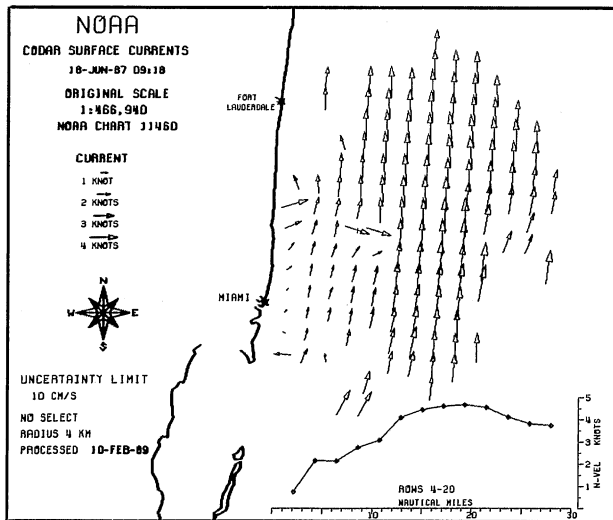 NOAA
CODAR SURFACE CURRENTS
18-JUN-87 09:18
ORIGINAL SCALE
1:466,940
NOAA CHART 11460
CURRENT
1 KNOT
2 KNOTS
3 KNOTS
4 KNOTS
N
W E
S
UNCERTAINTY LIMIT
10 CM/S
NO SELECT
RADIUS 4 KM
PROCESSED 10-FEB-89
FORT
LAUDERDALE
MIAMI
5
4
3
2
1
N-VEL KNOTS
ROWS 4-20
NAUTICAL MILES
10 20 30